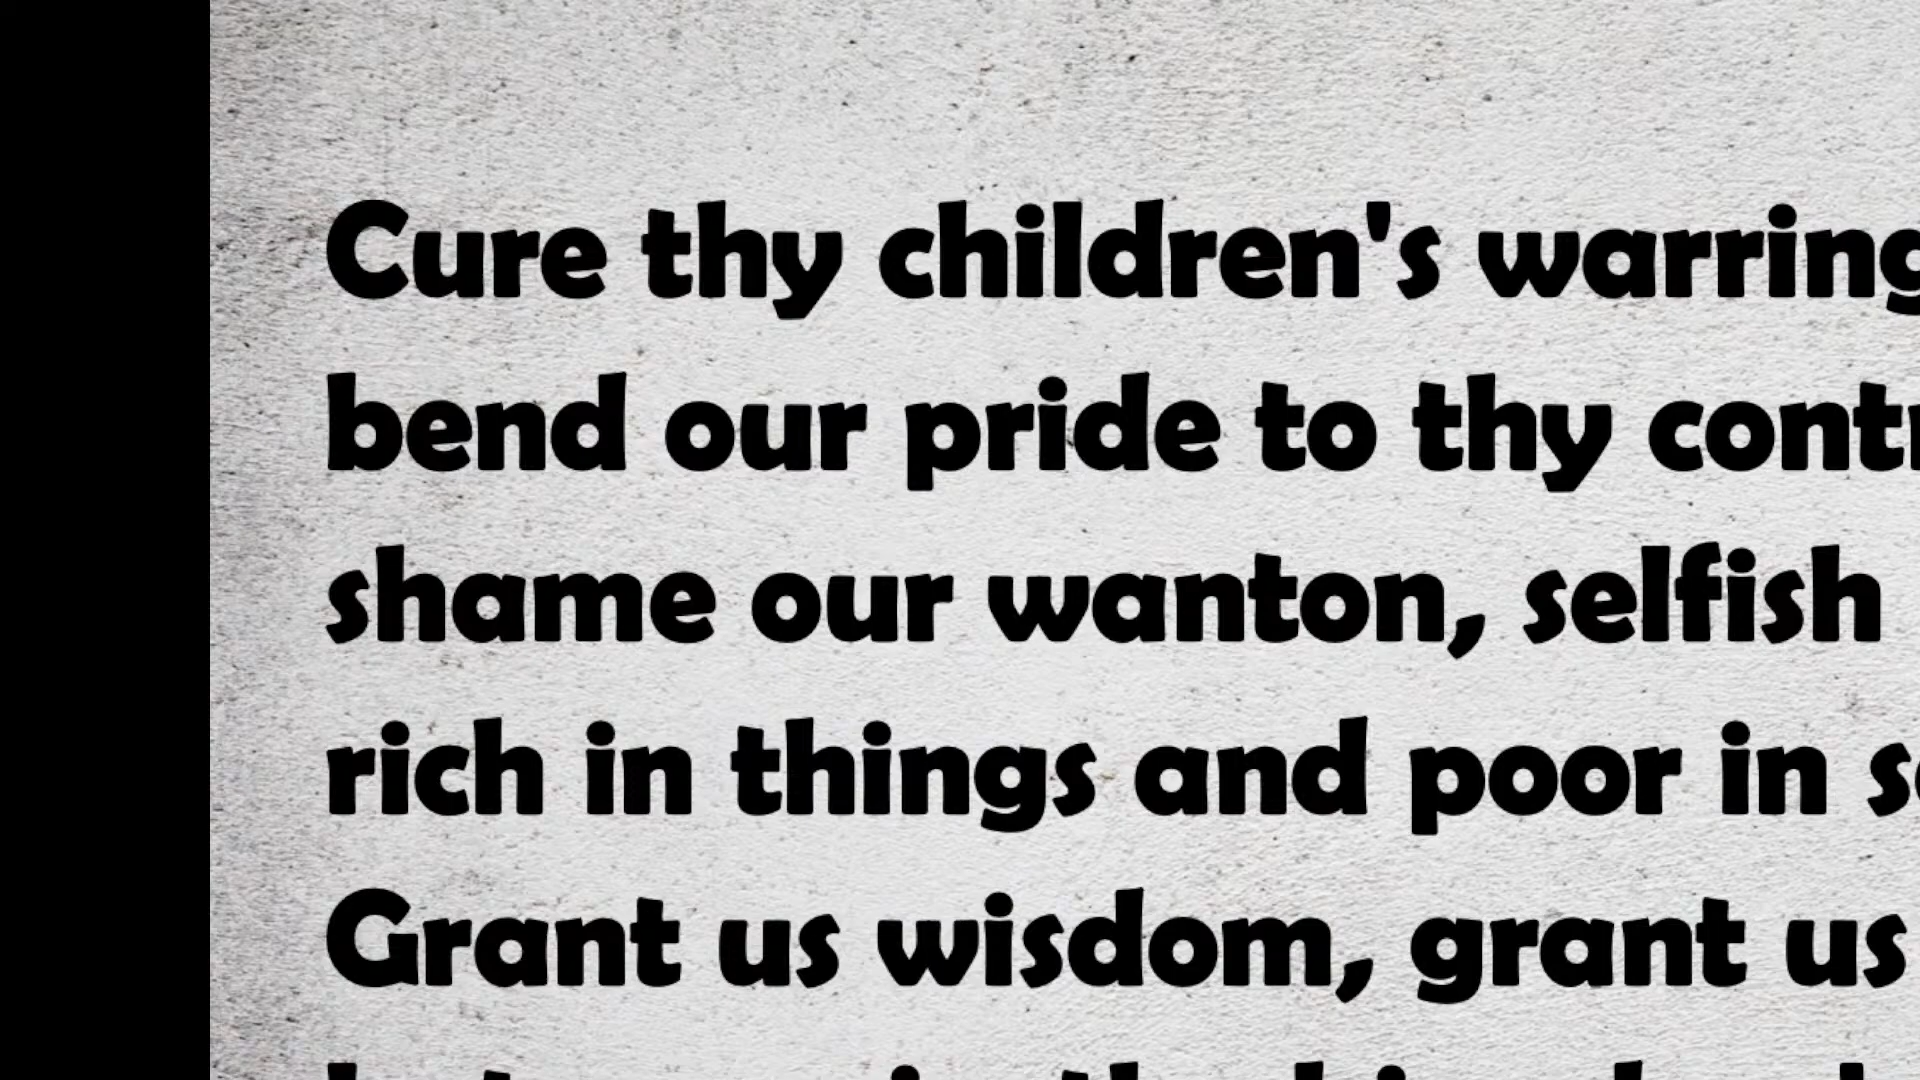 Cure thy children's warring
bend our pride to thy
shame our wanton, selfish
rich in things and poor in
Grant us wisdom, grant us